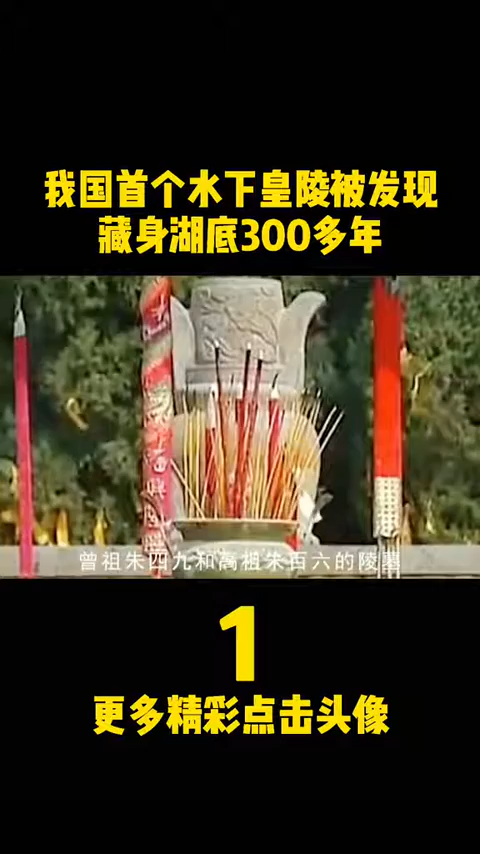 我国首个水下皇陵被发现
藏身湖底300多年
曾祖朱四九和高祖朱百六的陵墓
1
更多精彩点击头像